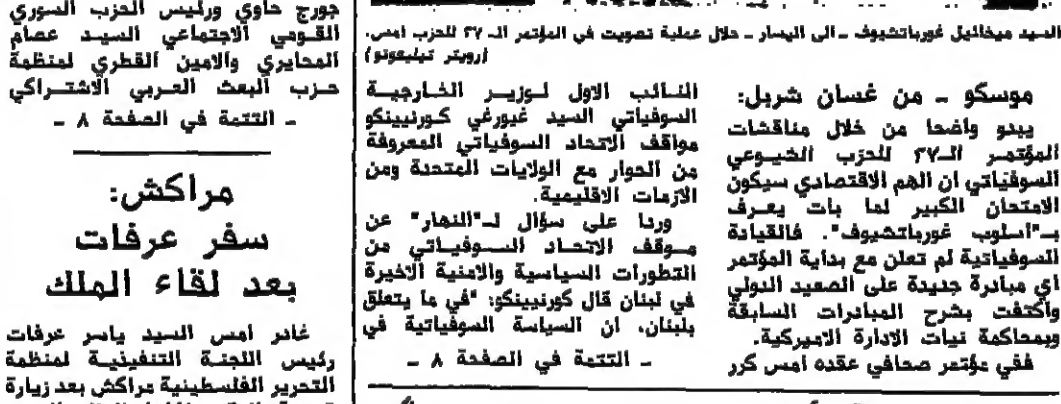 السيد ميخائيل غورباتشيوف ـ الى اليسار ـ خلال عملية تصويت في المؤتمر الـ ٢٧ للحزب امس.
(رويتر تيليفوتو)
موسكو ـ من غسان شربل:
يبدو واضحا من خلال مناقشات
المؤتمر الـ٢٧ للحزب الشيوعي
السوفياتي ان الهم الاقتصادي سيكون
الامتحان الكبير لما بات يعرف
بـ"اسلوب غورباتشيوف". فالقيادة
السوفياتية لم تعلن مع بداية المؤتمر
اي مبادرة جديدة على الصعيد الدولي
واكتفت بشرح المبادرات السابقة
وبمحاكمة نيات الادارة الاميركية.
ففي مؤتمر صحافي عقده امس كرر
النائب الاول لوزير الخارجية
السوفياتي السيد غيورغي كورنيينكو
مواقف الاتحاد السوفياتي المعروفة
من الحوار مع الولايات المتحدة ومن
الازمات الاقليمية.
وردا على سؤال لـ"النهار" عن
موقف الاتحاد السوفياتي من
التطورات السياسية والامنية الاخيرة
في لبنان قال كورنيينكو: "في ما يتعلق
بلبنان، ان السياسة السوفياتية في
ـ التتمة في الصفحة ٨ ـ
جورج حاوي ورئيس الحزب السوري
القومي الاجتماعي السيد عصام
المحايري والامين القطري لمنظمة
حزب البعث العربي الاشتراكي
ـ التتمة في الصفحة ٨ ـ
مراكش:
سفر عرفات
بعد لقاء الملك
غادر امس السيد ياسر عرفات
رئيس اللجنة التنفيذية لمنظمة
التحرير الفلسطينية مراكش بعد زيارة